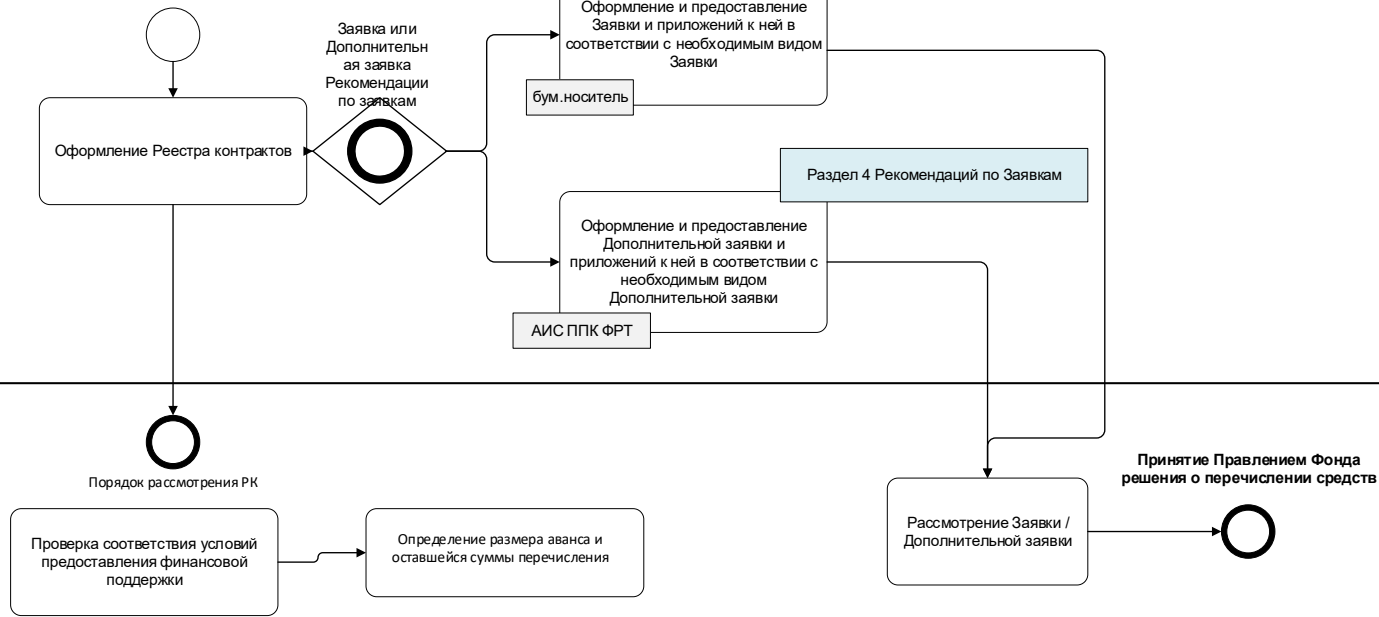 Оформление и предоставление
Заявки и приложений к ней в
соответствии с необходимым видом
Заявки
бум.носитель
Заявка или
Дополнительн
ая заявка
Рекомендации
по заявкам
Оформление Реестра контрактов
Раздел 4 Рекомендаций по Заявкам
Оформление и предоставление
Дополнительной заявки и
приложений к ней в соответствии с
необходимым видом
Дополнительной заявки
АИС ППК ФРТ
Порядок рассмотрения РК
Проверка соответствия условий
предоставления финансовой
поддержки
Определение размера аванса и
оставшейся суммы перечисления
Рассмотрение Заявки /
Дополнительной заявки
Принятие Правлением Фонда
решения о перечислении средств